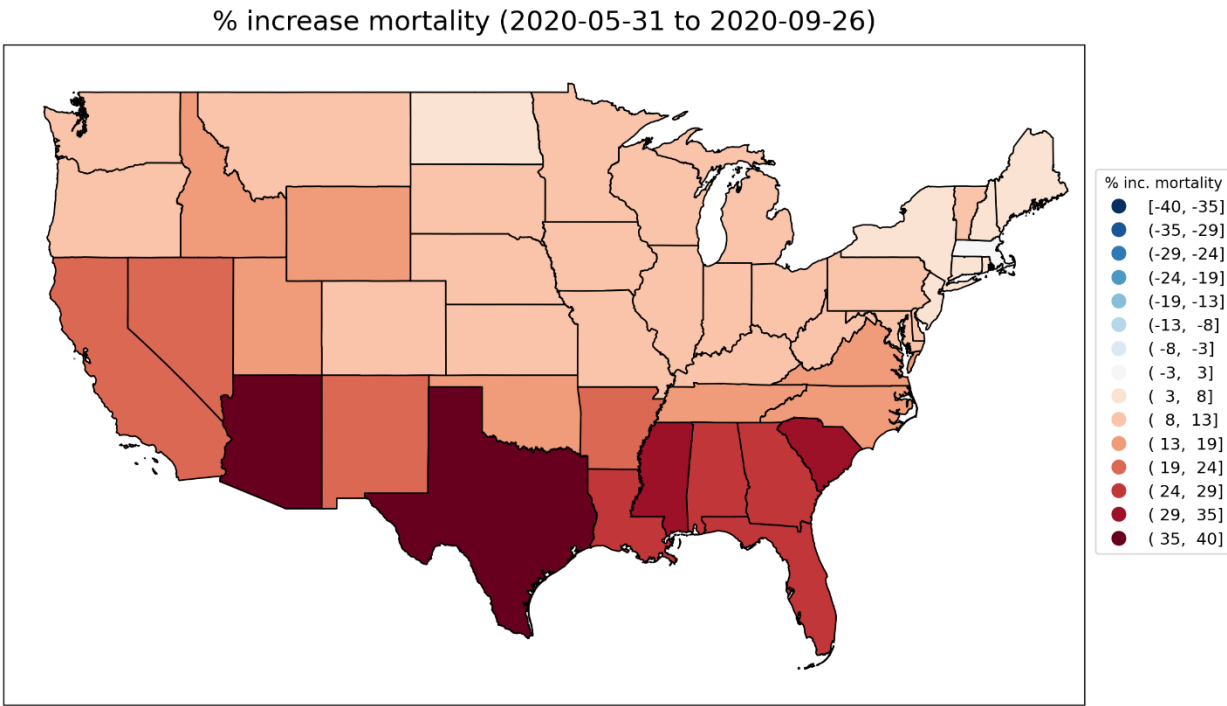 % increase mortality (2020-05-31 to 2020-09-26)
% inc. mortality
[-40, -35]
(-35, -29]
(-29, -24]
(-24, -19]
(-19, -13]
(-13, -8]
( -8, -3]
( -3, 3]
( 3, 8]
( 8, 13]
( 13, 19]
( 19, 24]
( 24, 29]
( 29, 35]
( 35, 40]